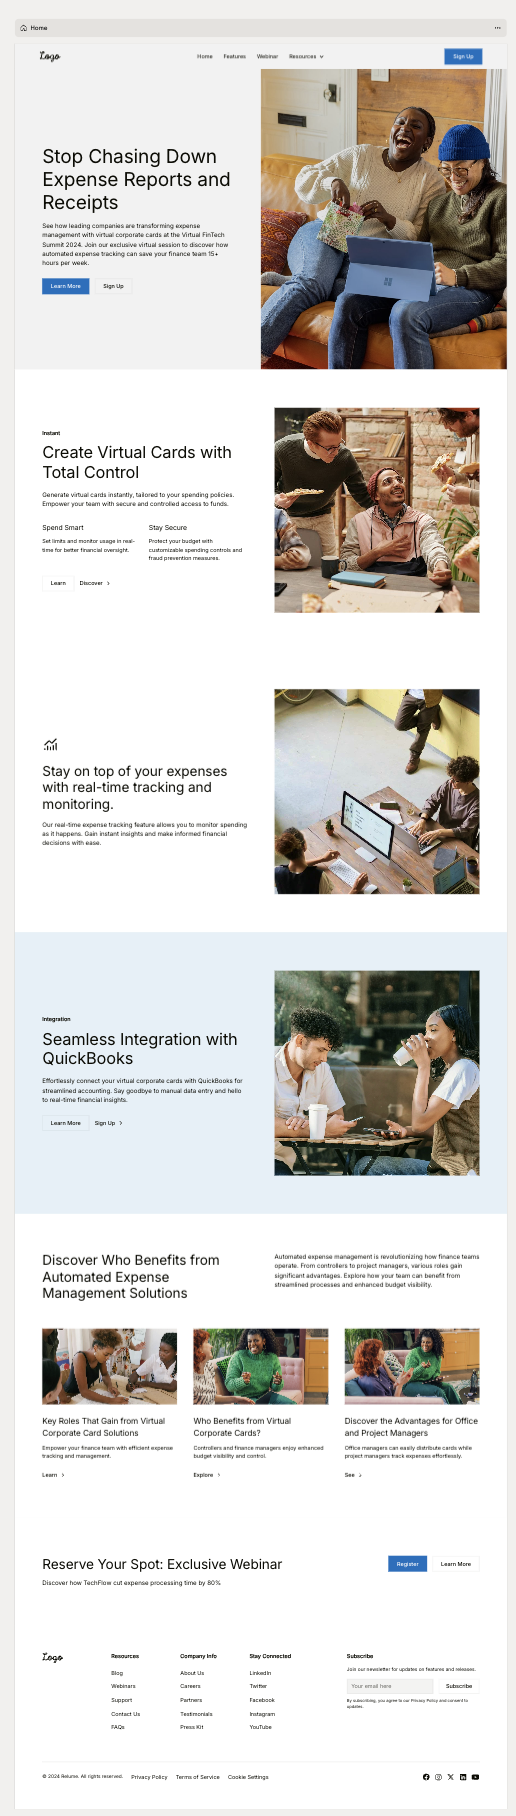 Home
Logo
Home Features Webinar Resources
Sign Up
Stop Chasing Down
Expense Reports and
Receipts
See how leading companies are transforming expense
management with virtual corporate cards at the Virtual FinTech
Summit 2024. Join our exclusive virtual session to discover how
automated expense tracking can save your finance team 15+
hours per week.
Learn More Sign Up
Instant
Create Virtual Cards with
Total Control
Generate virtual cards instantly, tailored to your spending policies.
Empower your team with secure and controlled access to funds.
Spend Smart
Set limits and monitor usage in real-
time for better financial oversight.
Stay Secure
Protect your budget with
customizable spending controls and
fraud prevention measures.
Learn Discover
Stay on top of your expenses
with real-time tracking and
monitoring.
Our real-time expense tracking feature allows you to monitor spending
as it happens. Gain instant insights and make informed financial
decisions with ease.
Integration
Seamless Integration with
QuickBooks
Effortlessly connect your virtual corporate cards with QuickBooks for
streamlined accounting. Say goodbye to manual data entry and hello
to real-time financial insights.
Learn More Sign Up
Discover Who Benefits from
Automated Expense
Management Solutions
Automated expense management is revolutionizing how finance teams
operate. From controllers to project managers, various roles gain
significant advantages. Explore how your team can benefit from
streamlined processes and enhanced budget visibility.
Key Roles That Gain from Virtual
Corporate Card Solutions
Empower your finance team with efficient expense
tracking and management.
Learn
Who Benefits from Virtual
Corporate Cards?
Controllers and finance managers enjoy enhanced
budget visibility and control.
Explore
Discover the Advantages for Office
and Project Managers
Office managers can easily distribute cards while
project managers track expenses effortlessly.
See
Reserve Your Spot: Exclusive Webinar
Discover how TechFlow cut expense processing time by 80%
Register Learn More
Logo
Resources
Blog
Webinars
Support
Contact Us
FAQs
Company Info
About Us
Careers
Partners
Testimonials
Press Kit
Stay Connected
LinkedIn
Twitter
Facebook
Instagram
YouTube
Subscribe
Join our newsletter for updates on features and releases.
Your email here Subscribe
By subscribing, you agree to our Privacy Policy and consent to
updates.
© 2024 Relume. All rights reserved. Privacy Policy Terms of Service Cookie Settings